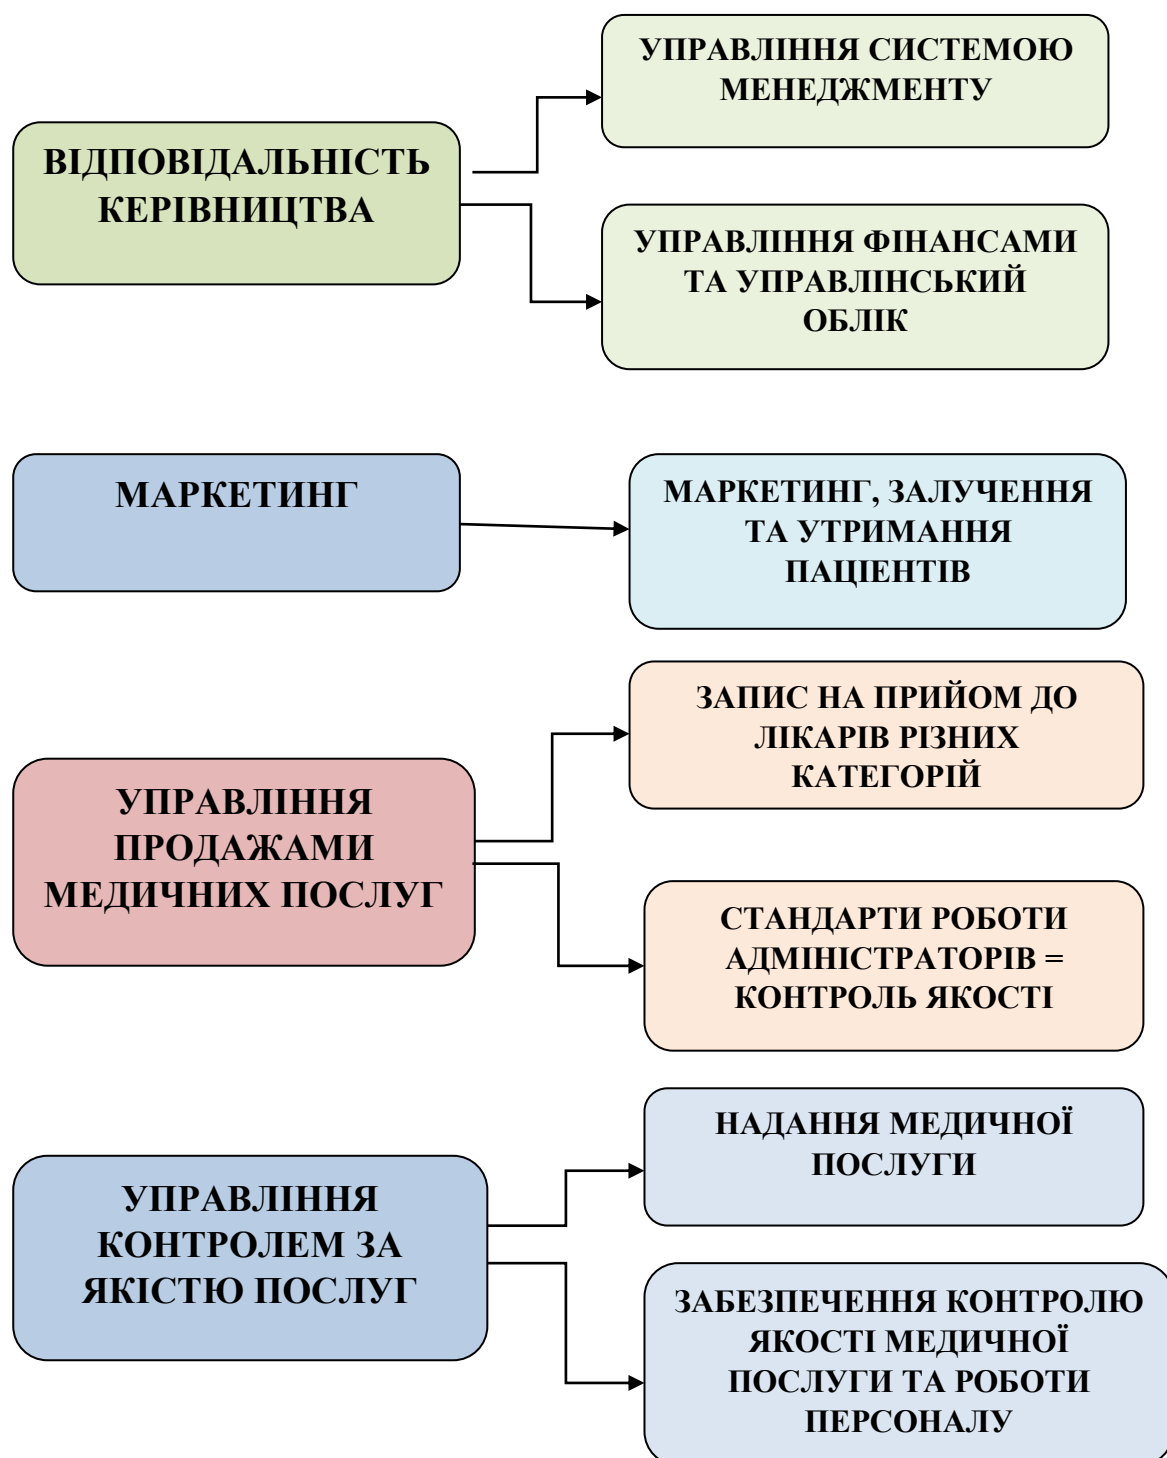 ВІДПОВІДАЛЬНІСТЬ
КЕРІВНИЦТВА
УПРАВЛІННЯ СИСТЕМОЮ
МЕНЕДЖМЕНТУ
УПРАВЛІННЯ ФІНАНСАМИ
ТА УПРАВЛІНСЬКИЙ
ОБЛІК
МАРКЕТИНГ
МАРКЕТИНГ, ЗАЛУЧЕННЯ
ТА УТРИМАННЯ
ПАЦІЕНТІВ
УПРАВЛІННЯ
ПРОДАЖАМИ
МЕДИЧНИХ ПОСЛУГ
ЗАПИС НА ПРИЙОМ ДО
ЛІКАРІВ РІЗНИХ
КАТЕГОРІЙ
СТАНДАРТИ РОБОТИ
АДМІНІСТРАТОРІВ =
КОНТРОЛЬ ЯКОСТІ
УПРАВЛІННЯ
КОНТРОЛЕМ ЗА
ЯКІСТЮ ПОСЛУГ
НАДАННЯ МЕДИЧНОЇ
ПОСЛУГИ
ЗАБЕЗПЕЧЕННЯ КОНТРОЛЮ
ЯКОСТІ МЕДИЧНОЇ
ПОСЛУГИ ТА РОБОТИ
ПЕРСОНАЛУ